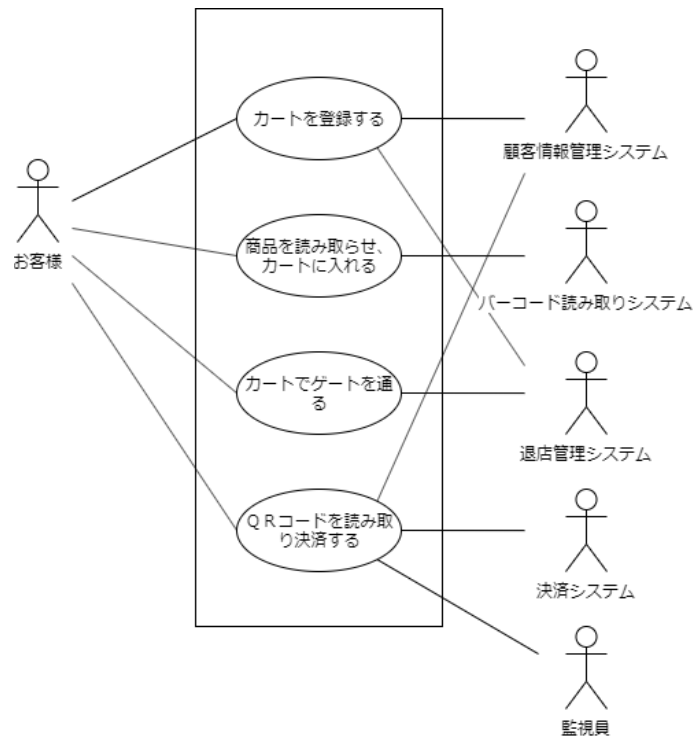 カートを登録する
顧客情報管理システム
お客様
商品を読み取らせ、
カートに入れる
バーコード読み取りシステム
カートでゲートを通
る
退店管理システム
ＱＲコードを読み取
り決済する
決済システム
監視員